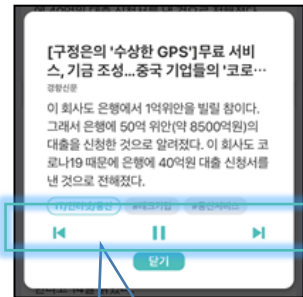 [구정은의 '수상한 GPS']무료 서비
스, 기금 조성...중국 기업들의 '코로…
경향신문
이 회사도 은행에서 1억위안을 빌릴 참이다.
그래서 은행에 50억 위안(약 8500억원)의
대출을 신청한 것으로 알려졌다. 이 회사도 코
로나19 때문에 은행에 40억원 대출 신청서를
낸 것으로 전해졌다.
#테크기업 #통신서비스
닫기